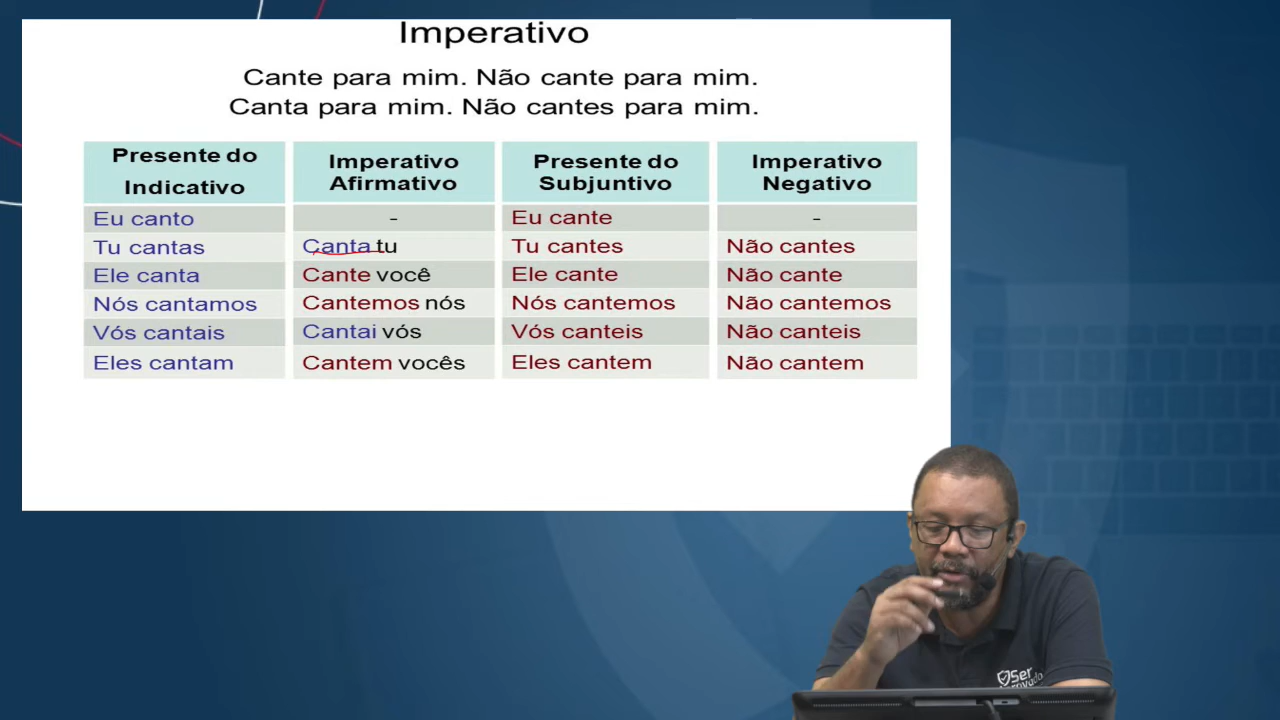 Imperativo
Cante para mim. Não cante para mim.
Canta para mim. Não cantes para mim.
Presente do Indicativo Imperativo Afirmativo Presente do Subjuntivo Imperativo Negativo
Eu canto - Eu cante -
Tu cantas Canta tu Tu cantes Não cantes
Ele canta Cante você Ele cante Não cante
Nós cantamos Cantemos nós Nós cantemos Não cantemos
Vós cantais Cantai vós Vós canteis Não canteis
Eles cantam Cantem vocês Eles cantem Não cantem
Ser